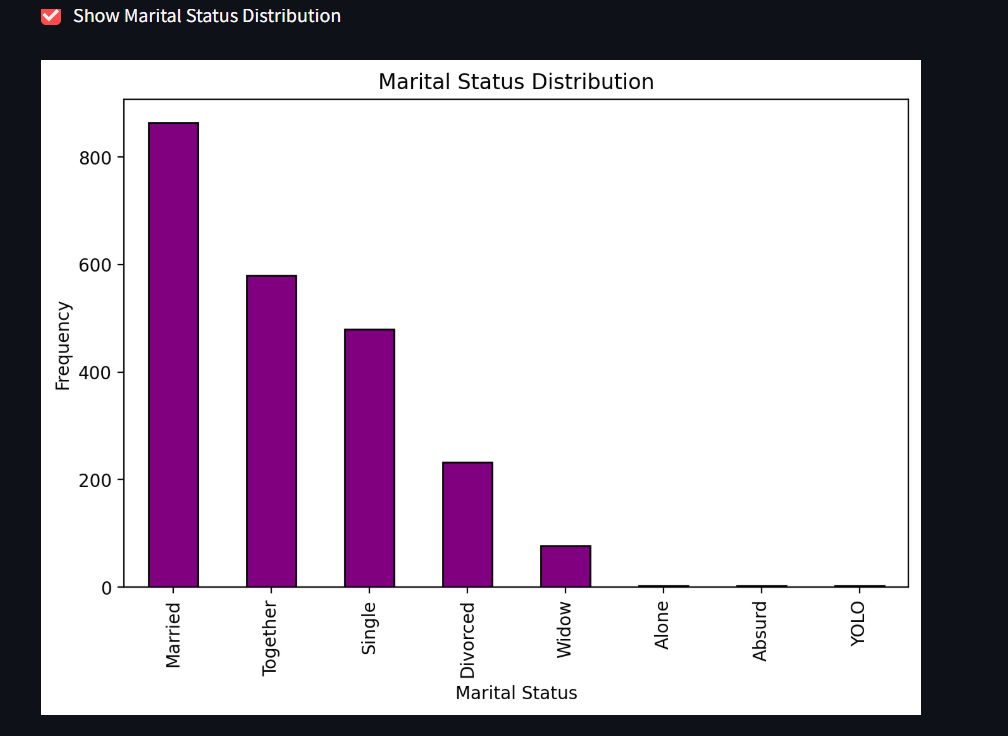 Show Marital Status Distribution
Marital Status Distribution
Frequency
800
600
400
200
0
Married
Together
Single
Divorced
Widow
Alone
Absurd
YOLO
Marital Status